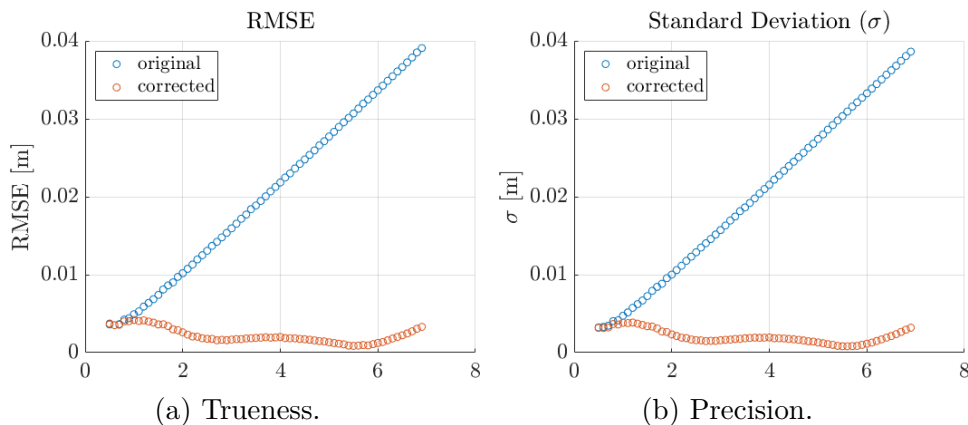 RMSE
original
corrected
RMSE [m]
0.04
0.03
0.02
0.01
0
0 2 4 6 8
(a) Trueness.
Standard Deviation (σ)
original
corrected
σ [m]
0.04
0.03
0.02
0.01
0
0 2 4 6 8
(b) Precision.